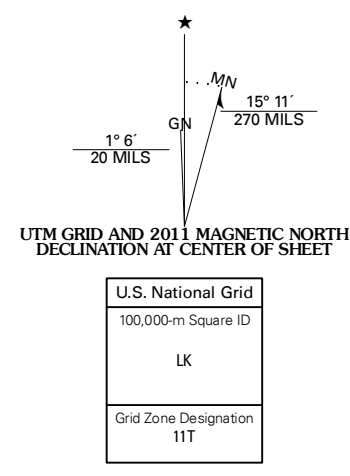 ★
MN
15° 11´
270 MILS
GN
1° 6´
20 MILS
UTM GRID AND 2011 MAGNETIC NORTH
DECLINATION AT CENTER OF SHEET
U.S. National Grid
100,000-m Square ID
LK
Grid Zone Designation
11T